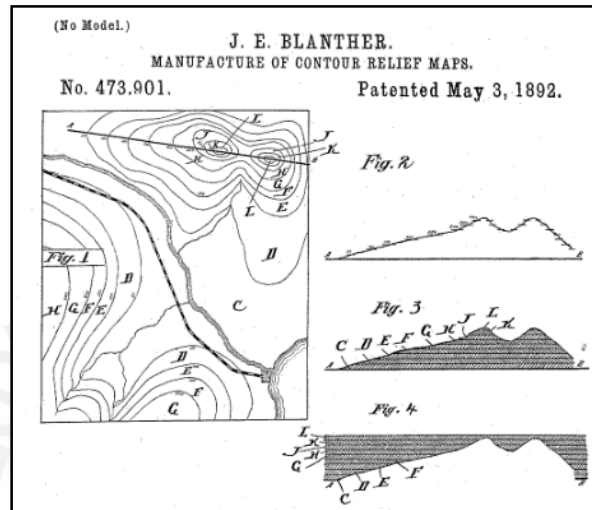 (No Model.)
J. E. BLANTHER.
MANUFACTURE OF CONTOUR RELIEF MAPS.
No. 473,901.
Patented May 3, 1892.
A
L
J
K
H
J
K
B
H
G
F
E
L
D
C
Fig. 1
D
H G F E
D
E
F
G
Fig. 2
A
B
Fig. 3
C D E F G H J L K
A
B
Fig. 4
L
K
J
H
G
A
C D E F
B